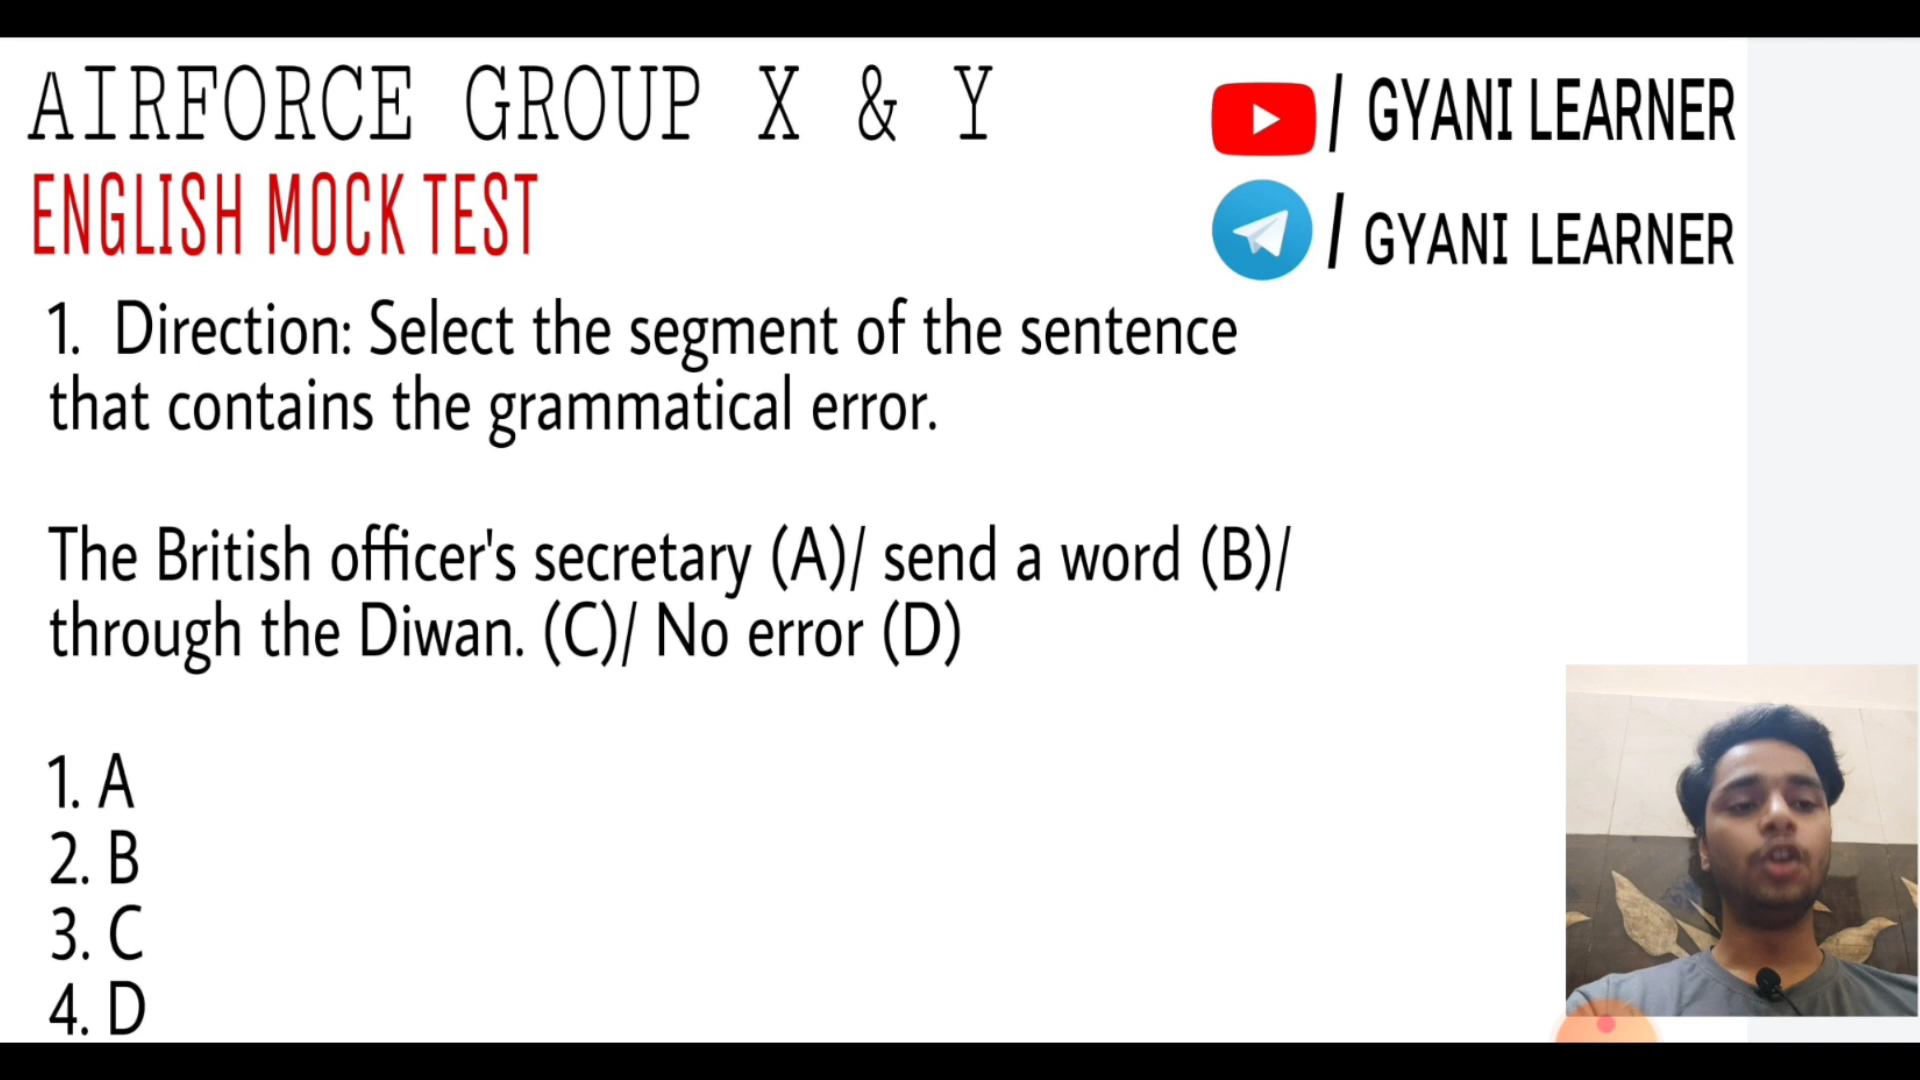 AIRFORCE GROUP X & Y
/ GYANI LEARNER
ENGLISH MOCK TEST
/ GYANI LEARNER
1. Direction: Select the segment of the sentence
that contains the grammatical error.
The British officer's secretary (A)/ send a word (B)/
through the Diwan. (C)/ No error (D)
1. A
2. B
3. C
4. D